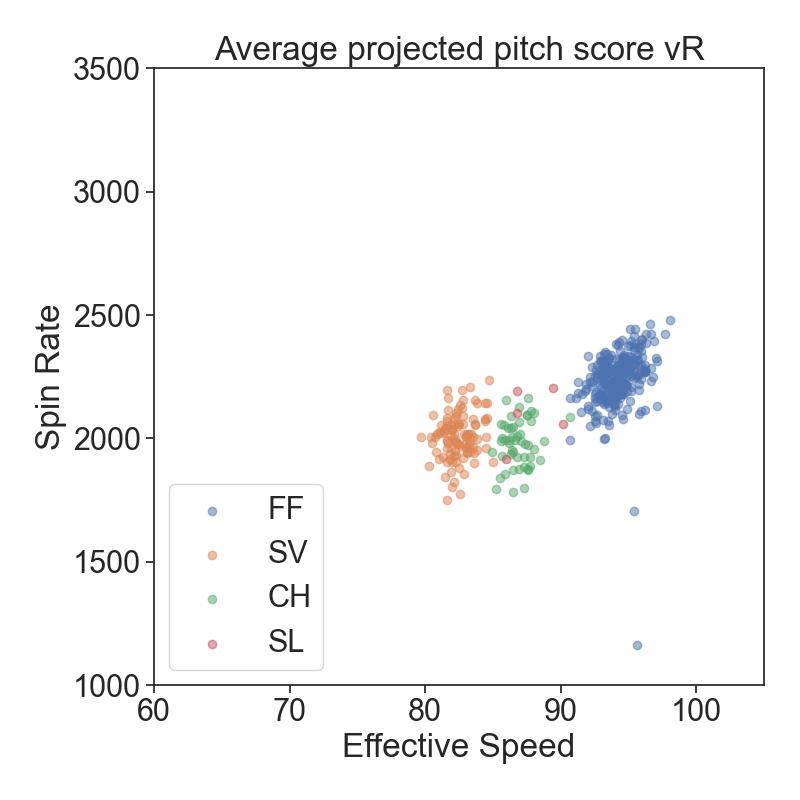 Average projected pitch score vR
3500
3000
2500
2000
1500
1000
Spin Rate
FF
SV
CH
SL
60
70
80
90
100
Effective Speed